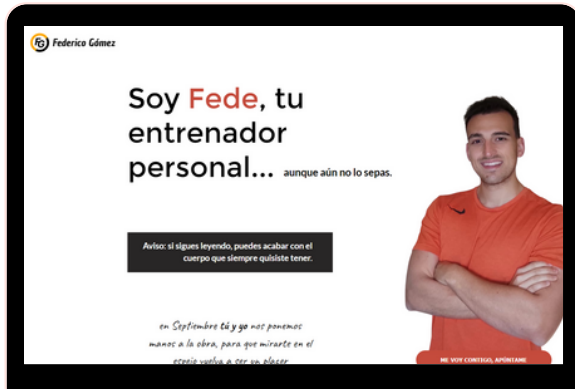 FG Federico Gómez
Soy Fede, tu
entrenador
personal... aunque aún no lo sepas.
Aviso: si sigues leyendo, puedes acabar con el
cuerpo que siempre quisiste tener.
en Septiembre tú y yo nos ponemos
manos a la obra, para que mirarte en el
espejo vuelva a ser un placer
ME VOY CONTIGO, APÚNTAME